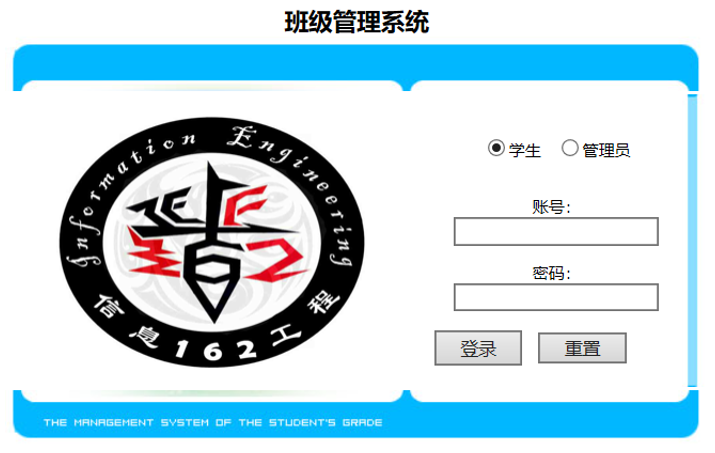 班级管理系统
Information Engineering
信息162工程
学生 管理员
账号：
密码：
登录 重置
THE MANAGEMENT SYSTEM OF THE STUDENT'S GRADE